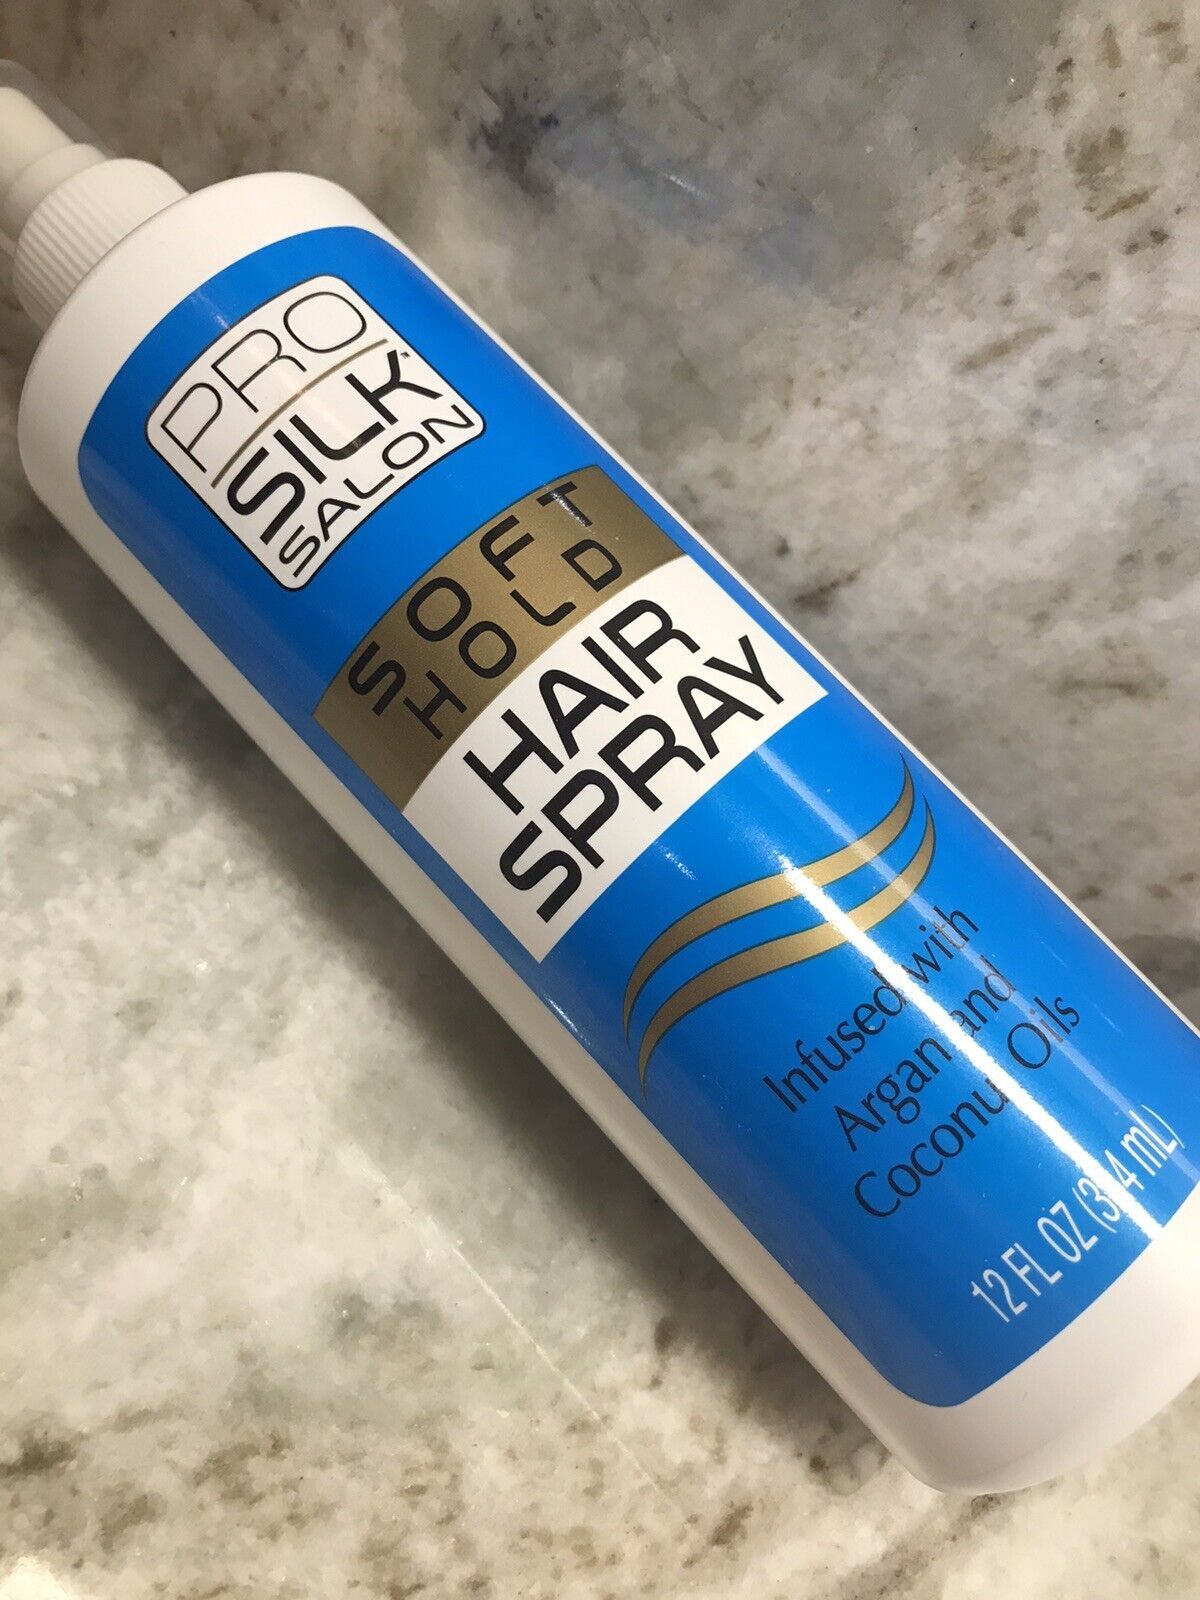 PRO
SILK
SALON
SOFT
HOLD
HAIR
SPRAY
Infused with
Argan and
Coconut Oils
12 FL OZ